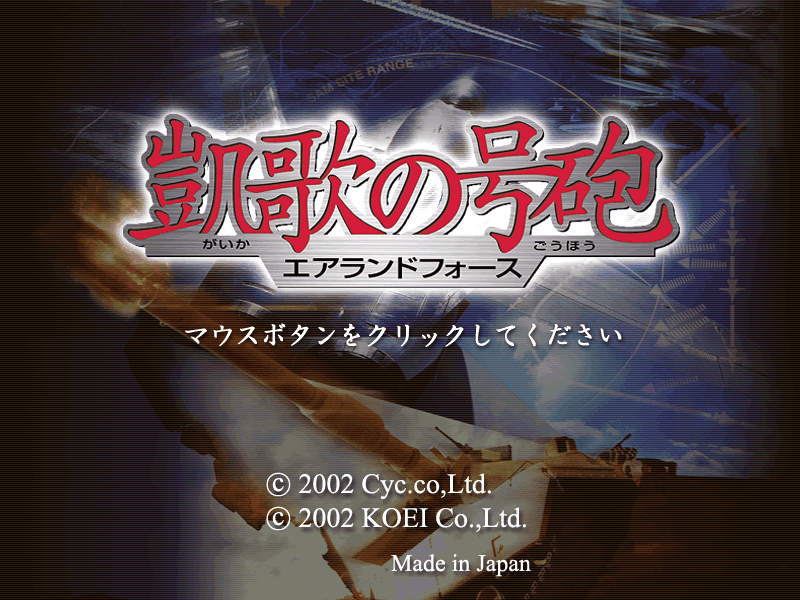 SAM SITE RANGE
凱歌の号砲
がいか ごうほう
エアランドフォース
マウスボタンをクリックしてください
© 2002 Cyc.co,Ltd.
© 2002 KOEI Co.,Ltd.
Made in Japan